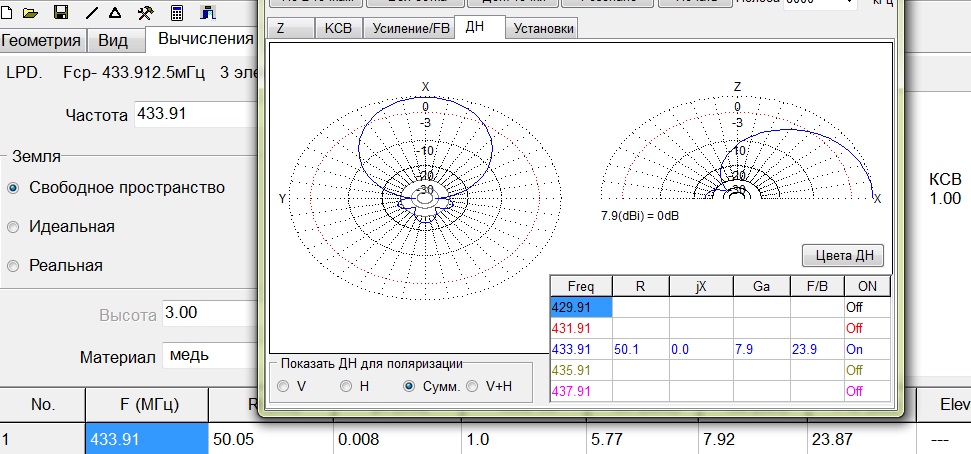 Полоса 8000 кГц
Z КСВ Усиление/FB ДН Установки
Геометрия Вид Вычисления
LPD. Fср- 433.912.5мГц 3 эле
Частота 433.91
Земля
Свободное пространство
Идеальная
Реальная
Высота 3.00
Материал медь
X
0
-3
-10
-20
-30
Y
Z
0
-3
-10
-20
-30
X
7.9(dBi) = 0dB
КСВ
1.00
Цвета ДН
Freq R jX Ga F/B ON
429.91 Off
431.91 Off
433.91 50.1 0.0 7.9 23.9 On
435.91 Off
437.91 Off
Показать ДН для поляризации
V H Сумм. V+H
No. F (МГц) R Elev
1 433.91 50.05 0.008 1.0 5.77 7.92 23.87 ---